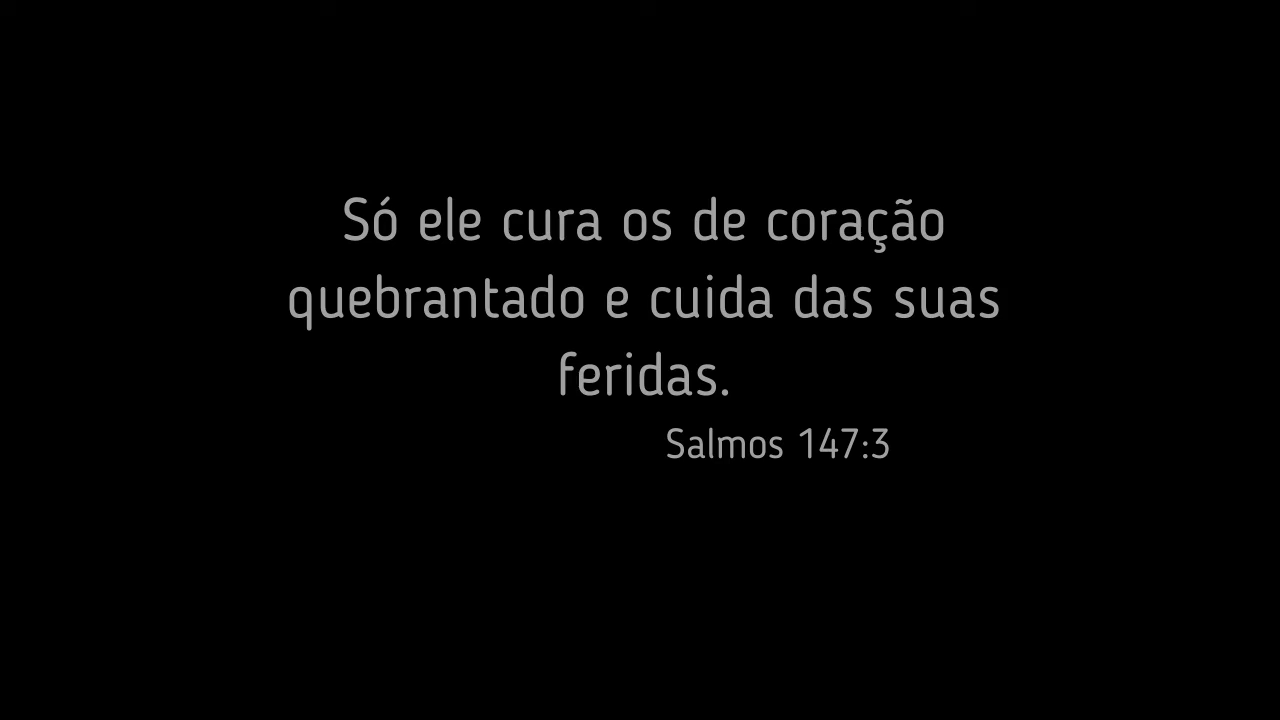 Só ele cura os de coração
quebrantado e cuida das suas
feridas.
Salmos 147:3